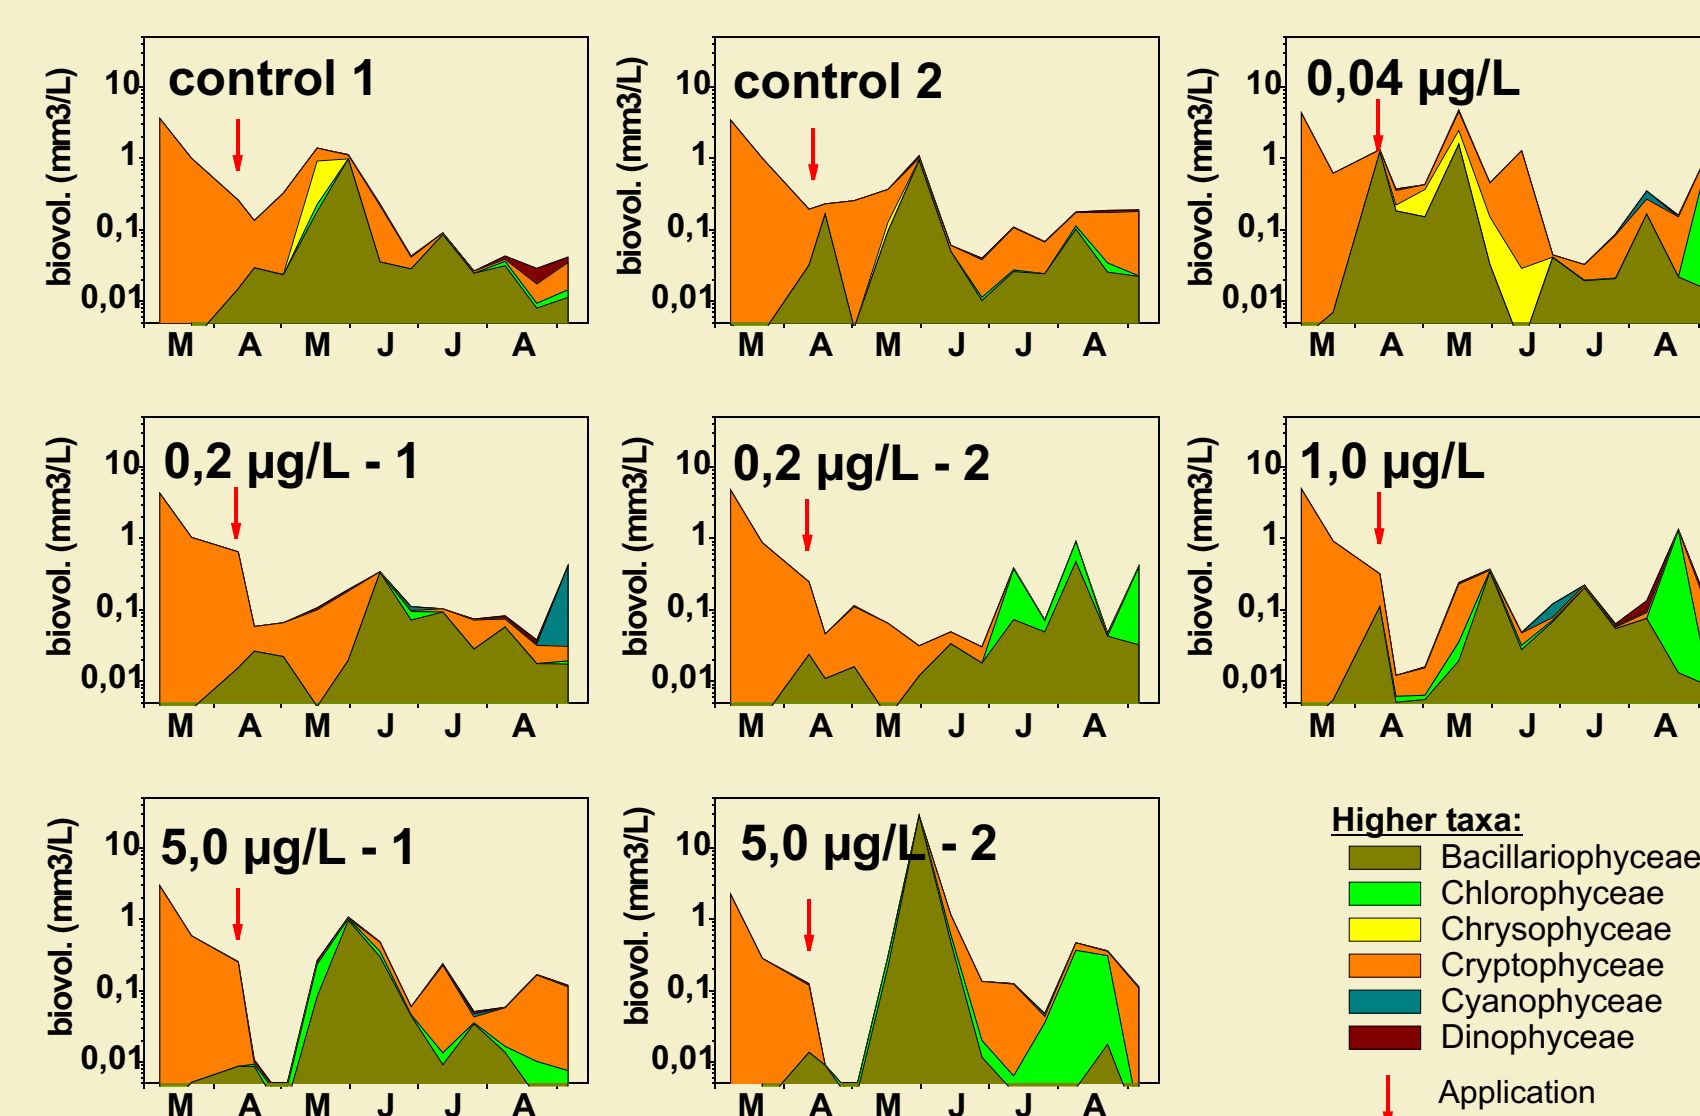 control 1
control 2
0,04 µg/L
biovol. (mm3/L)
10
1
0,1
0,01
M A M J J A
biovol. (mm3/L)
10
1
0,1
0,01
M A M J J A
biovol. (mm3/L)
10
1
0,1
0,01
M A M J J A
0,2 µg/L - 1
0,2 µg/L - 2
1,0 µg/L
biovol. (mm3/L)
10
1
0,1
0,01
M A M J J A
biovol. (mm3/L)
10
1
0,1
0,01
M A M J J A
biovol. (mm3/L)
10
1
0,1
0,01
M A M J J A
5,0 µg/L - 1
5,0 µg/L - 2
biovol. (mm3/L)
10
1
0,1
0,01
M A M J J A
biovol. (mm3/L)
10
1
0,1
0,01
M A M J J A
Higher taxa:
Bacillariophyceae
Chlorophyceae
Chrysophyceae
Cryptophyceae
Cyanophyceae
Dinophyceae
Application